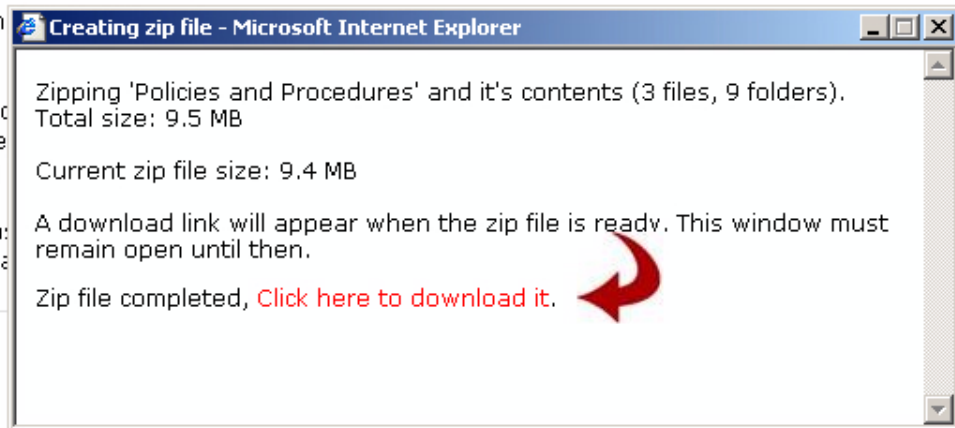 Creating zip file - Microsoft Internet Explorer
Zipping 'Policies and Procedures' and it's contents (3 files, 9 folders).
Total size: 9.5 MB
Current zip file size: 9.4 MB
A download link will appear when the zip file is ready. This window must
remain open until then.
Zip file completed, Click here to download it.